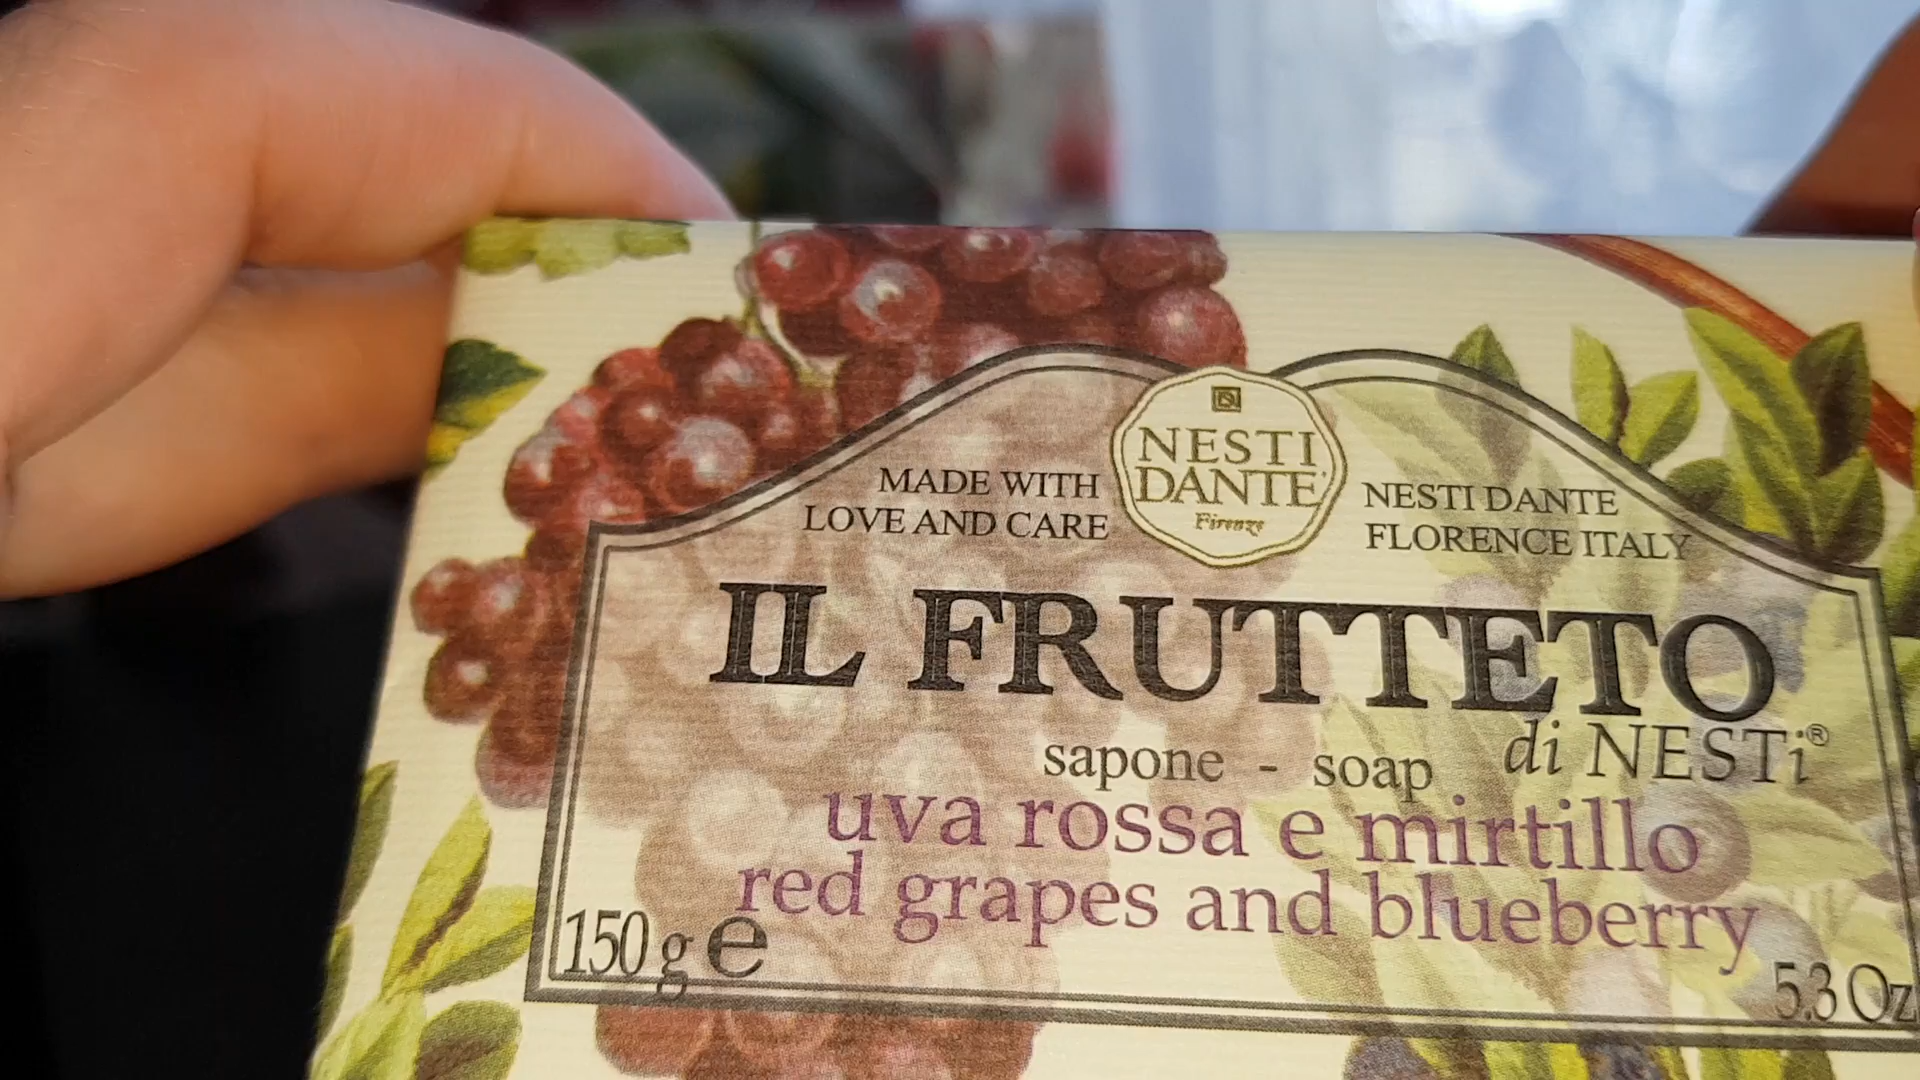 NESTI
DANTE
Firenze
MADE WITH
LOVE AND CARE
NESTI DANTE
FLORENCE ITALY
IL FRUTTETO
di NESTi®
sapone - soap
uva rossa e mirtillo
red grapes and blueberry
150 g e
5.3 Oz